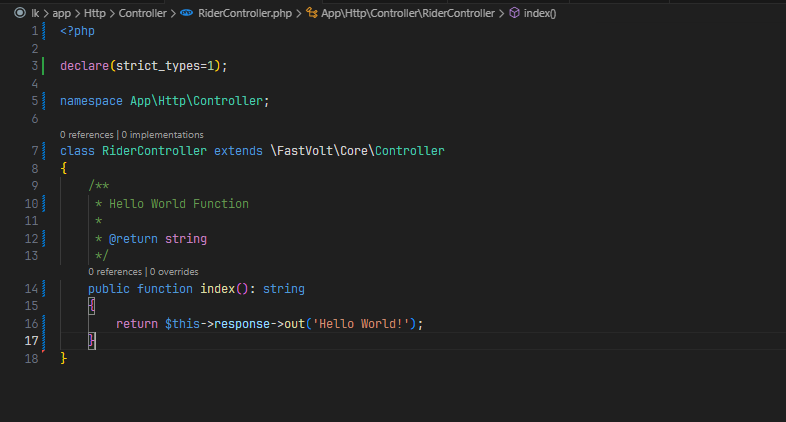 lk > app > Http > Controller > RiderController.php > App\Http\Controller\RiderController > index()
1 <?php
2
3 declare(strict_types=1);
4
5 namespace App\Http\Controller;
6
0 references | 0 implementations
7 class RiderController extends \FastVolt\Core\Controller
8 {
9 /**
10 * Hello World Function
11 *
12 * @return string
13 */
0 references | 0 overrides
14 public function index(): string
15 {
16 return $this->response->out('Hello World!');
17 }
18 }